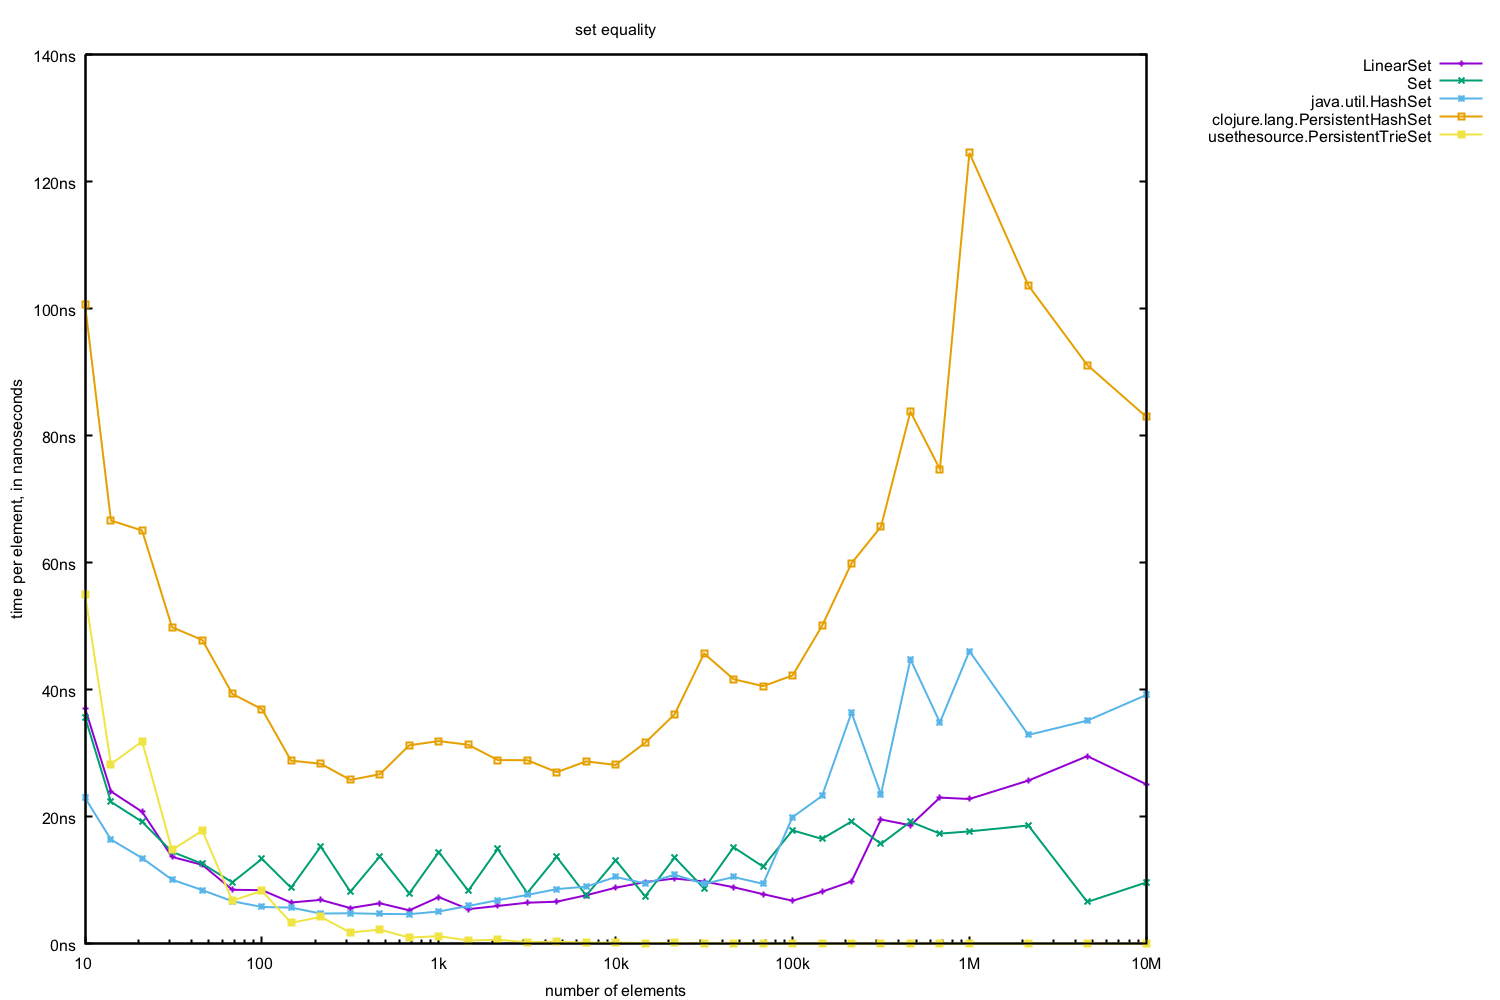 set equality
LinearSet
Set
java.util.HashSet
clojure.lang.PersistentHashSet
usethesource.PersistentTrieSet
140ns
120ns
100ns
80ns
60ns
40ns
20ns
0ns
time per element, in nanoseconds
10 100 1k 10k 100k 1M 10M
number of elements